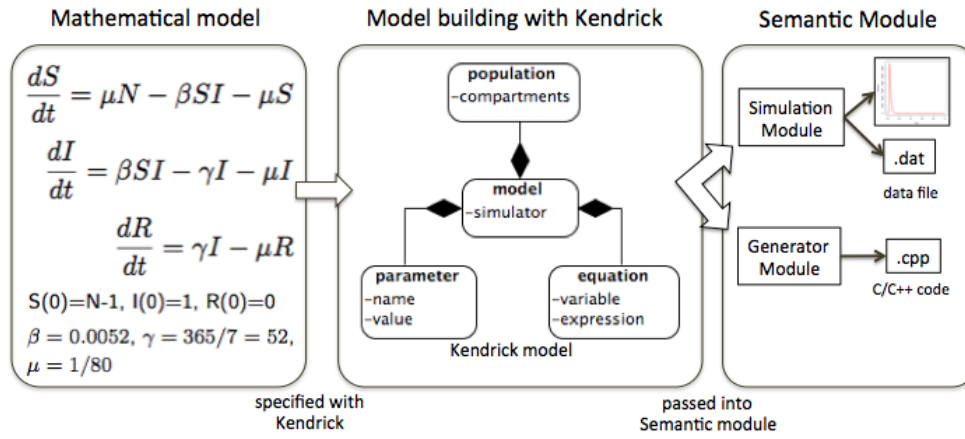 Mathematical model
dS/dt = μN − βSI − μS
dI/dt = βSI − γI − μI
dR/dt = γI − μR
S(0)=N-1, I(0)=1, R(0)=0
β = 0.0052, γ = 365/7 = 52,
μ = 1/80
specified with
Kendrick
Model building with Kendrick
population
-compartments
model
-simulator
parameter
-name
-value
equation
-variable
-expression
Kendrick model
passed into
Semantic module
Semantic Module
Simulation
Module
.dat
data file
Generator
Module
.cpp
C/C++ code